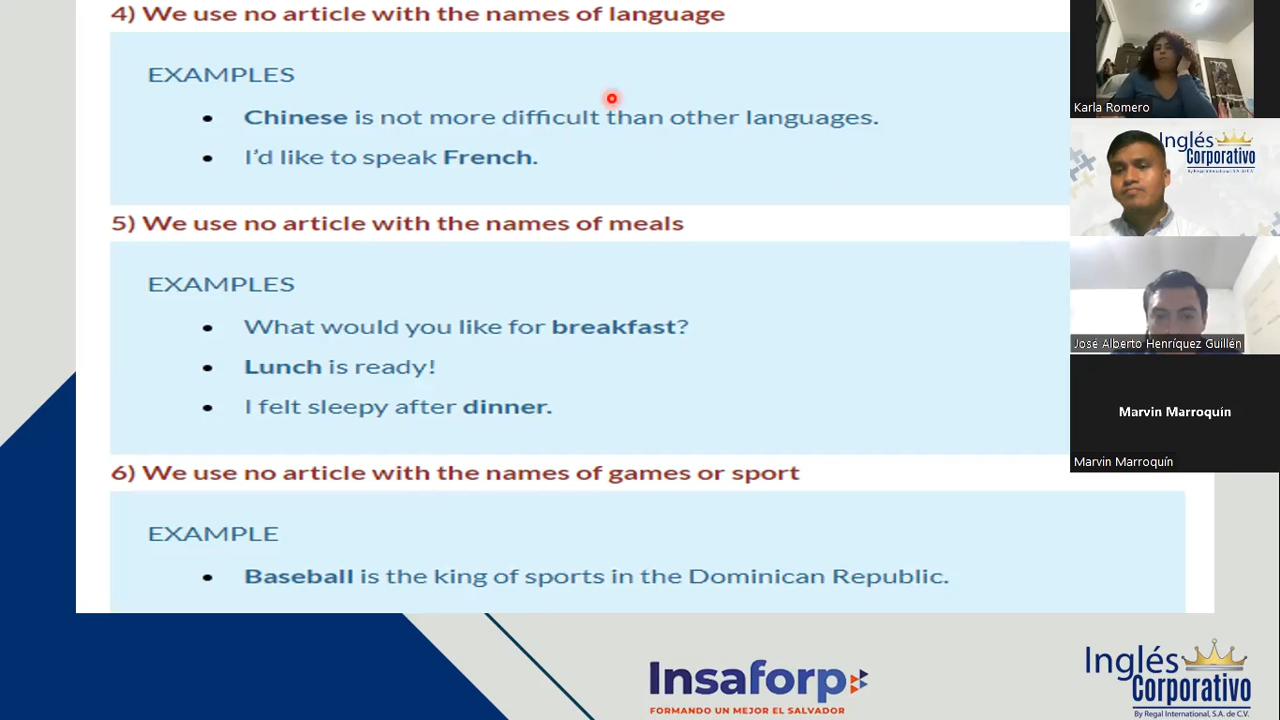 4) We use no article with the names of language
EXAMPLES
• Chinese is not more difficult than other languages.
• I'd like to speak French.
5) We use no article with the names of meals
EXAMPLES
• What would you like for breakfast?
• Lunch is ready!
• I felt sleepy after dinner.
6) We use no article with the names of games or sport
EXAMPLE
• Baseball is the king of sports in the Dominican Republic.
Karla Romero
Inglés
Corporativo
By Regal International, S.A. de C.V.
José Alberto Henríquez Guillén
Marvin Marroquín
Marvin Marroquín
Insaforp
FORMANDO UN MEJOR EL SALVADOR
Inglés
Corporativo
By Regal International, S.A. de C.V.